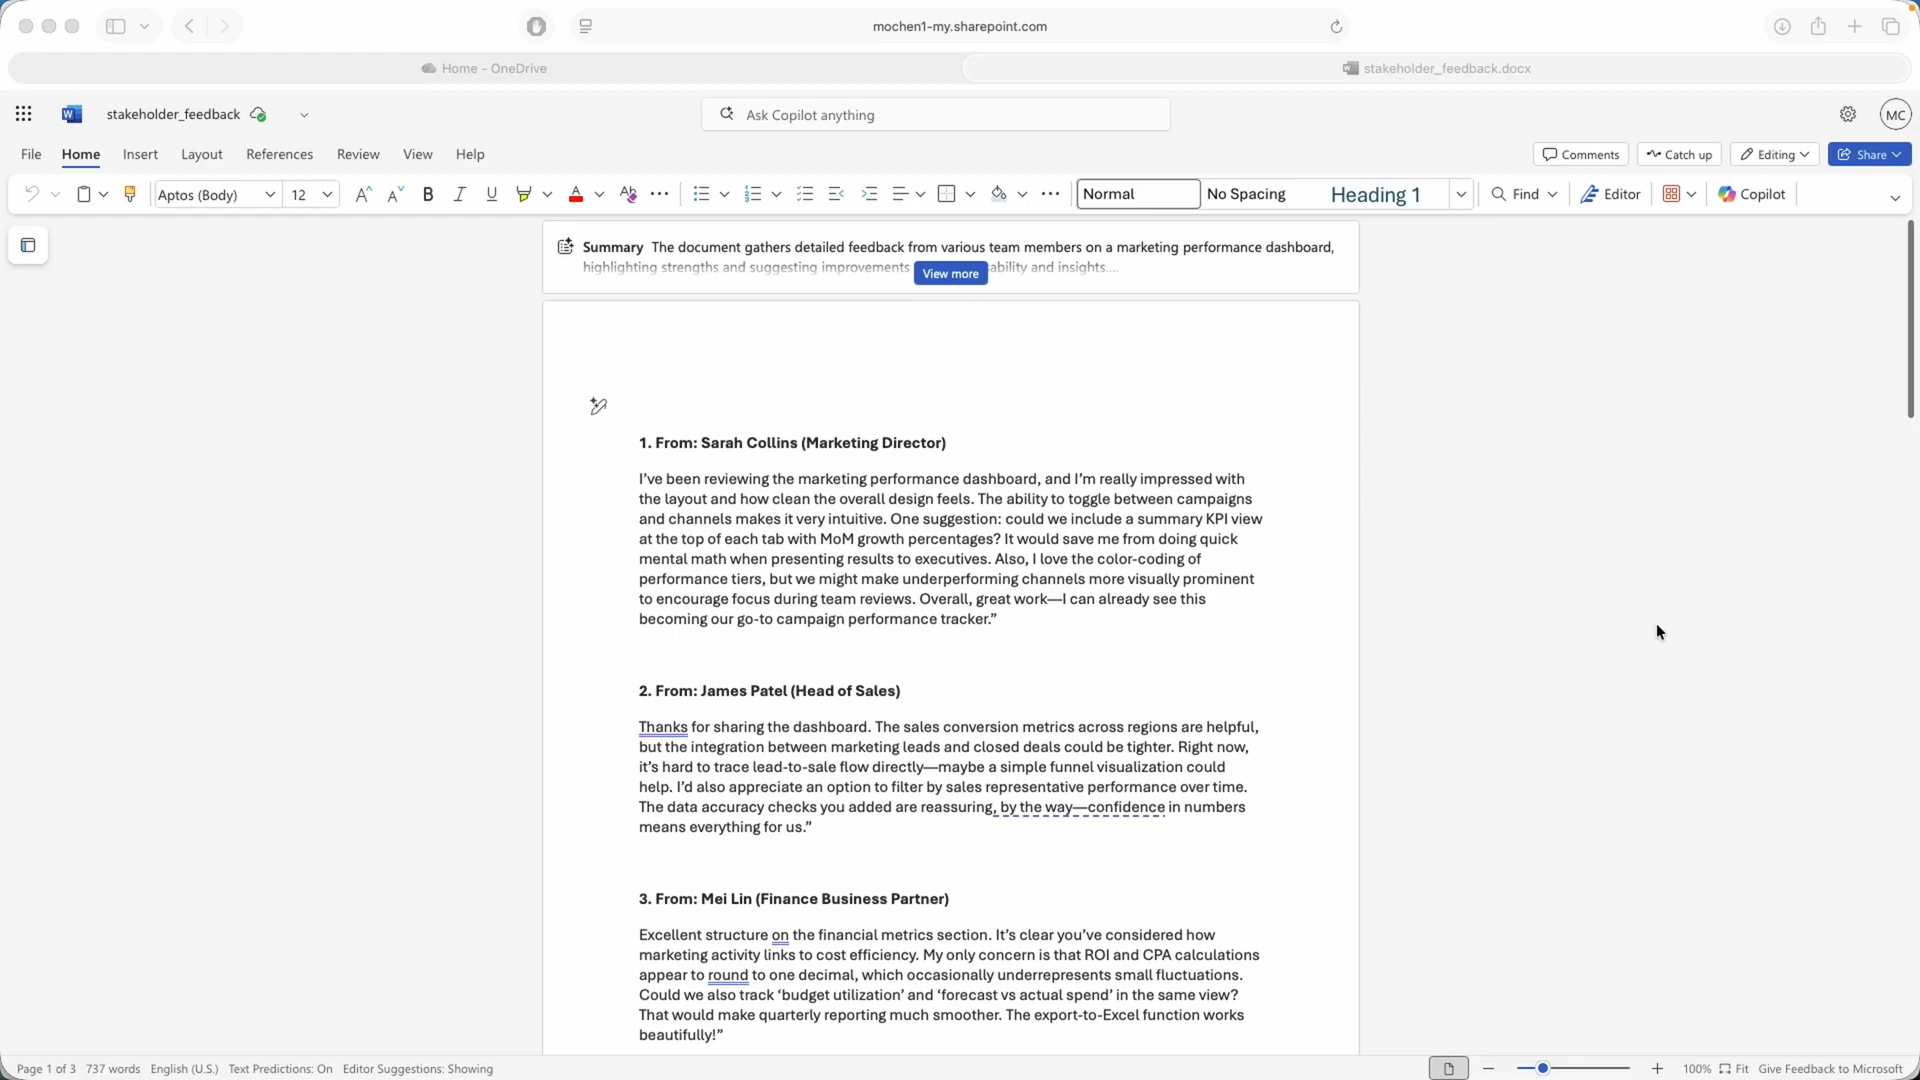 mochen1-my.sharepoint.com
Home - OneDrive
stakeholder_feedback.docx
stakeholder_feedback
Ask Copilot anything
MC
File Home Insert Layout References Review View Help
Comments Catch up Editing Share
Aptos (Body) 12 Normal No Spacing Heading 1 Find Editor Copilot
Summary The document gathers detailed feedback from various team members on a marketing performance dashboard,
highlighting strengths and suggesting improvements ability and insights....
View more
1. From: Sarah Collins (Marketing Director)
I’ve been reviewing the marketing performance dashboard, and I’m really impressed with
the layout and how clean the overall design feels. The ability to toggle between campaigns
and channels makes it very intuitive. One suggestion: could we include a summary KPI view
at the top of each tab with MoM growth percentages? It would save me from doing quick
mental math when presenting results to executives. Also, I love the color-coding of
performance tiers, but we might make underperforming channels more visually prominent
to encourage focus during team reviews. Overall, great work—I can already see this
becoming our go-to campaign performance tracker.”
2. From: James Patel (Head of Sales)
Thanks for sharing the dashboard. The sales conversion metrics across regions are helpful,
but the integration between marketing leads and closed deals could be tighter. Right now,
it’s hard to trace lead-to-sale flow directly—maybe a simple funnel visualization could
help. I’d also appreciate an option to filter by sales representative performance over time.
The data accuracy checks you added are reassuring, by the way—confidence in numbers
means everything for us.”
3. From: Mei Lin (Finance Business Partner)
Excellent structure on the financial metrics section. It’s clear you’ve considered how
marketing activity links to cost efficiency. My only concern is that ROI and CPA calculations
appear to round to one decimal, which occasionally underrepresents small fluctuations.
Could we also track ‘budget utilization’ and ‘forecast vs actual spend’ in the same view?
That would make quarterly reporting much smoother. The export-to-Excel function works
beautifully!”
Page 1 of 3 737 words English (U.S.) Text Predictions: On Editor Suggestions: Showing 100% Fit Give Feedback to Microsoft